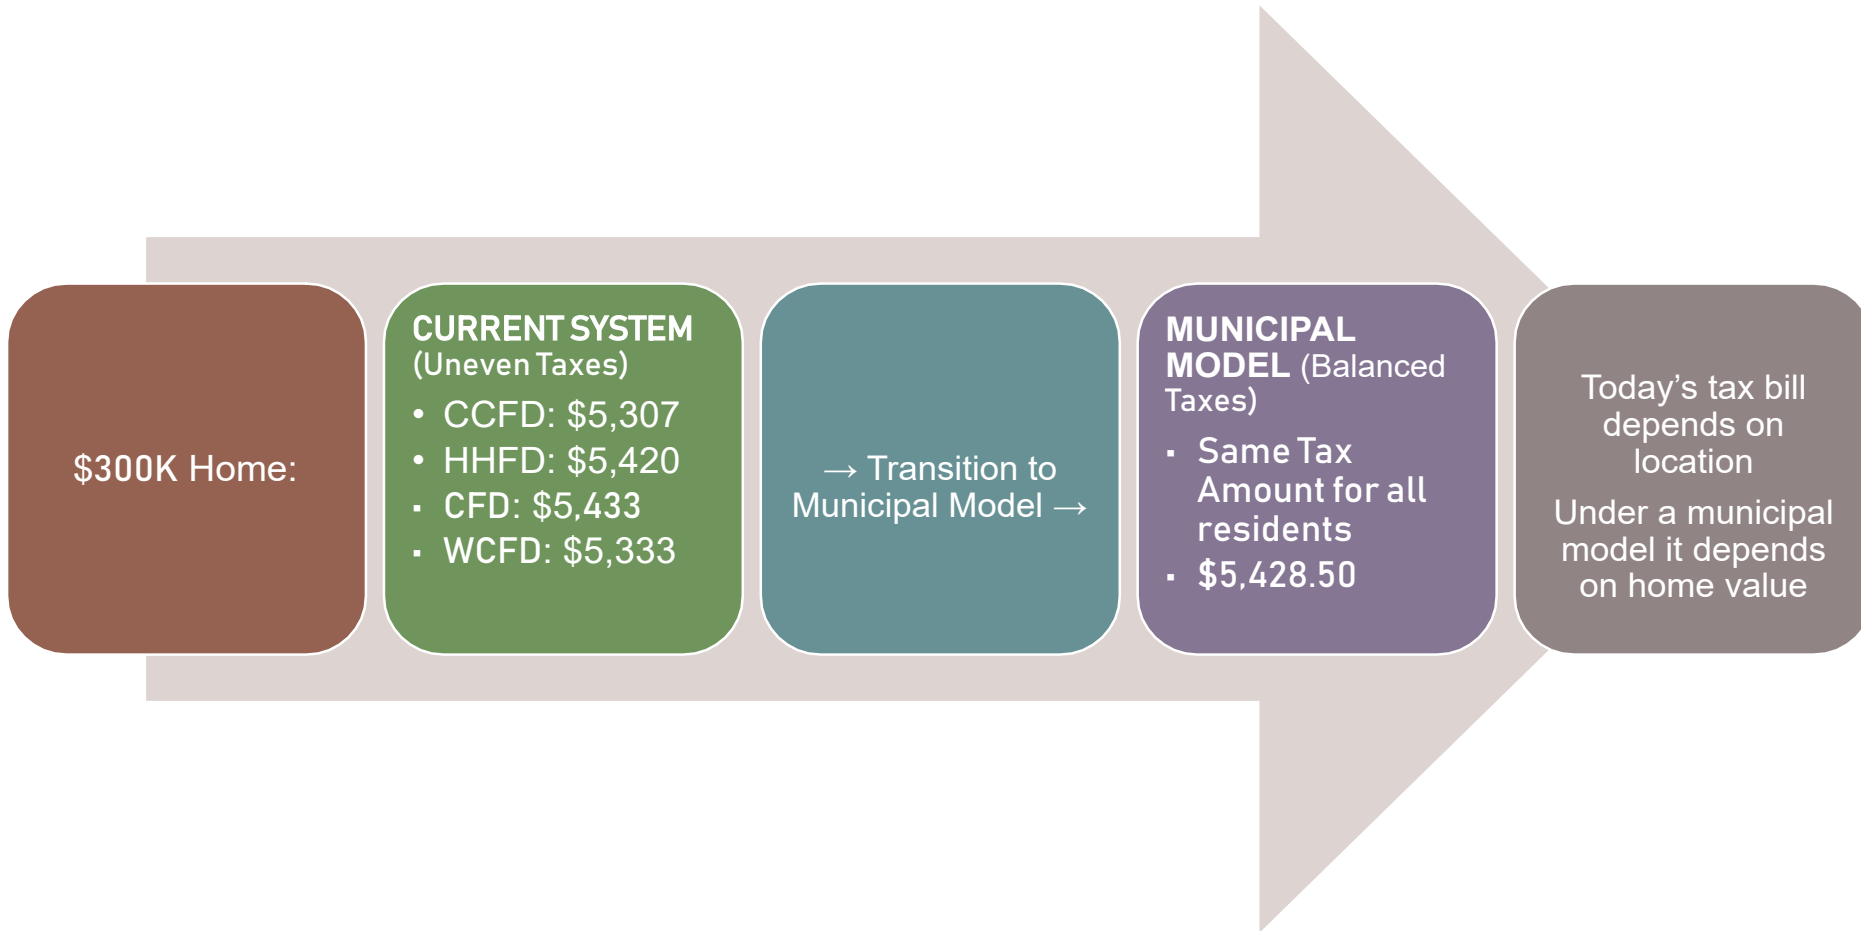 $300K Home:
CURRENT SYSTEM
(Uneven Taxes)
• CCFD: $5,307
• HHFD: $5,420
▪ CFD: $5,433
▪ WCFD: $5,333
→ Transition to
Municipal Model →
MUNICIPAL
MODEL (Balanced
Taxes)
▪ Same Tax
Amount for all
residents
▪ $5,428.50
Today’s tax bill
depends on
location
Under a municipal
model it depends
on home value